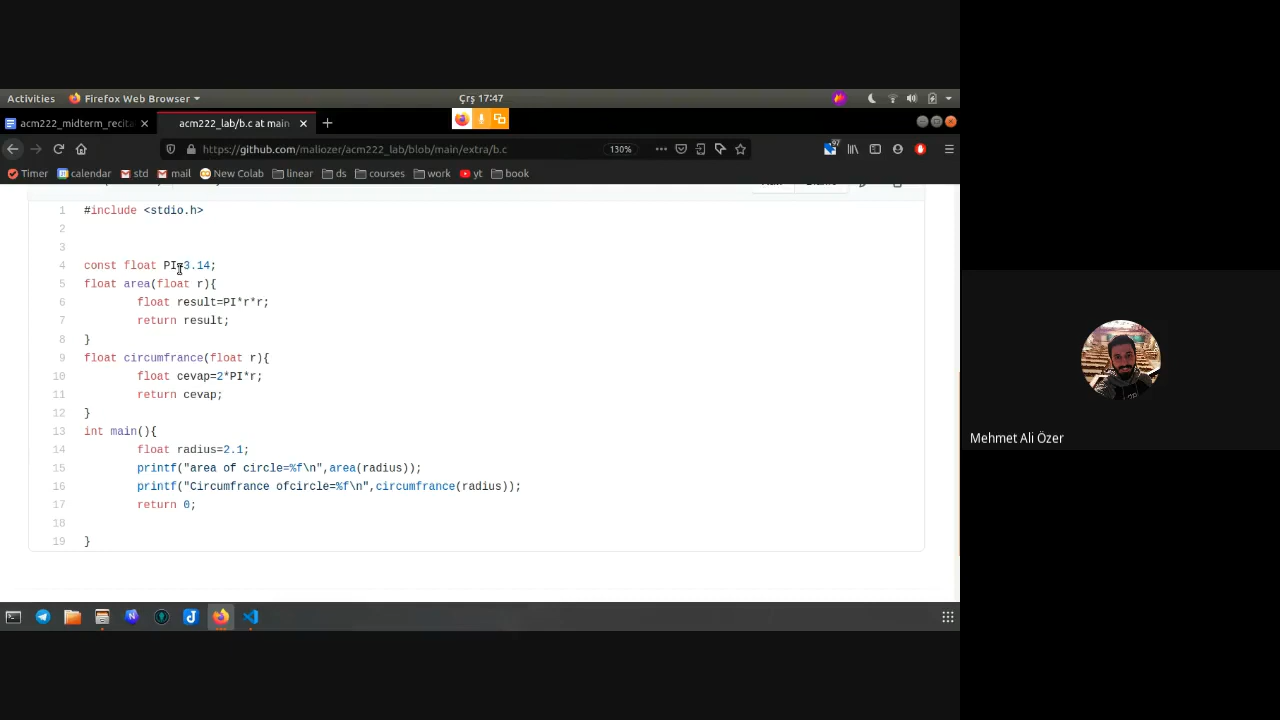 Activities Firefox Web Browser Çrş 17:47
acm222_midterm_recita acm222_lab/b.c at main
https://github.com/maliozer/acm222_lab/blob/main/extra/b.c 130%
Timer calendar std mail New Colab linear ds courses work yt book
1 #include <stdio.h>
2
3
4 const float PI=3.14;
5 float area(float r){
6 float result=PI*r*r;
7 return result;
8 }
9 float circumfrance(float r){
10 float cevap=2*PI*r;
11 return cevap;
12 }
13 int main(){
14 float radius=2.1;
15 printf("area of circle=%f\n",area(radius));
16 printf("Circumfrance ofcircle=%f\n",circumfrance(radius));
17 return 0;
18
19 }
Mehmet Ali Özer